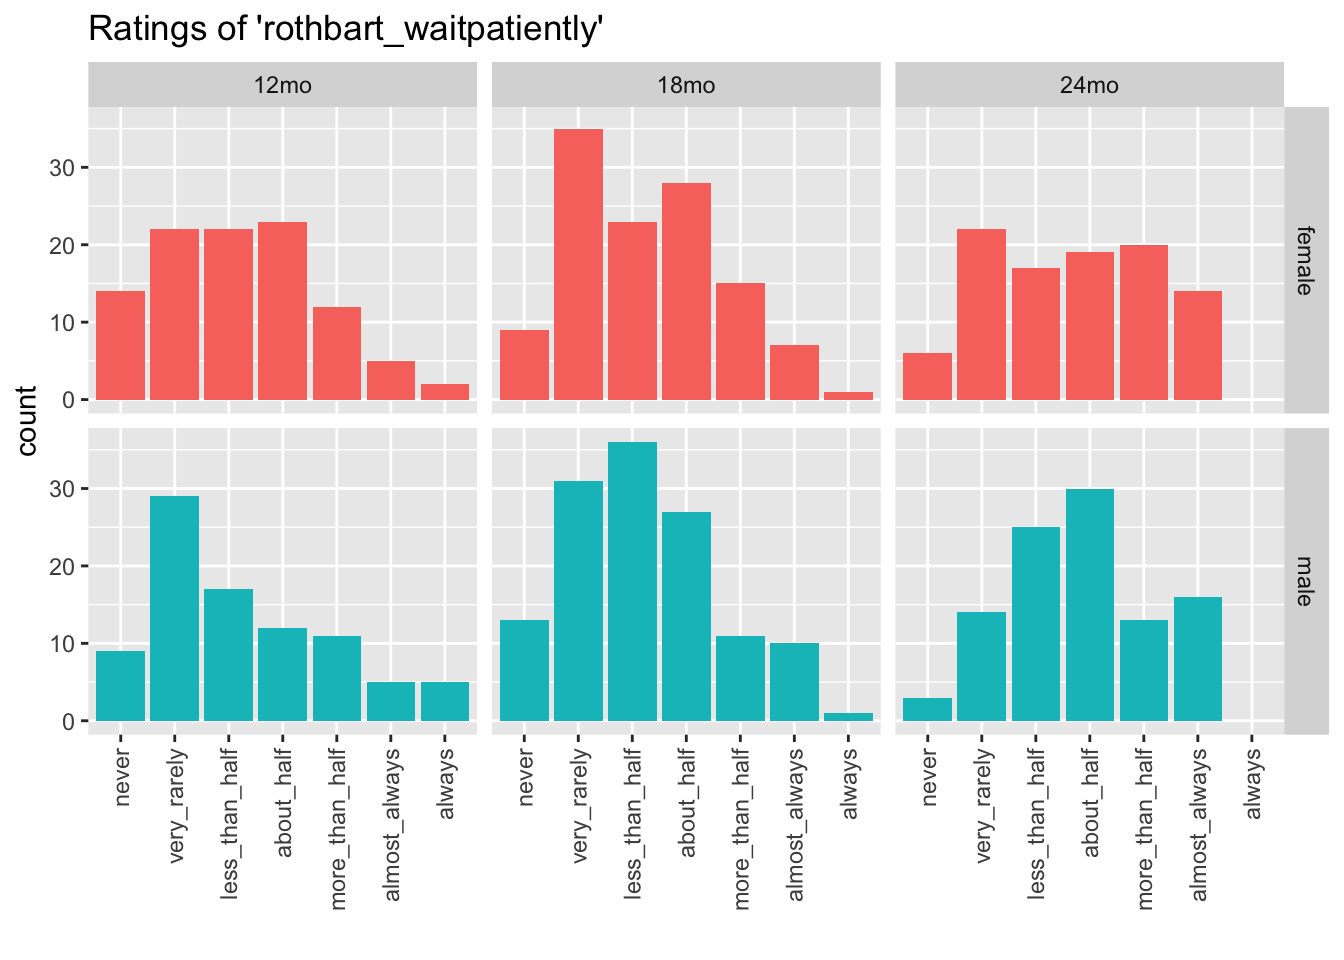 Ratings of 'rothbart_waitpatiently'
12mo 18mo 24mo
30
20
10
0
female
count
30
20
10
0
male
never very_rarely less_than_half about_half more_than_half almost_always always
never very_rarely less_than_half about_half more_than_half almost_always always
never very_rarely less_than_half about_half more_than_half almost_always always